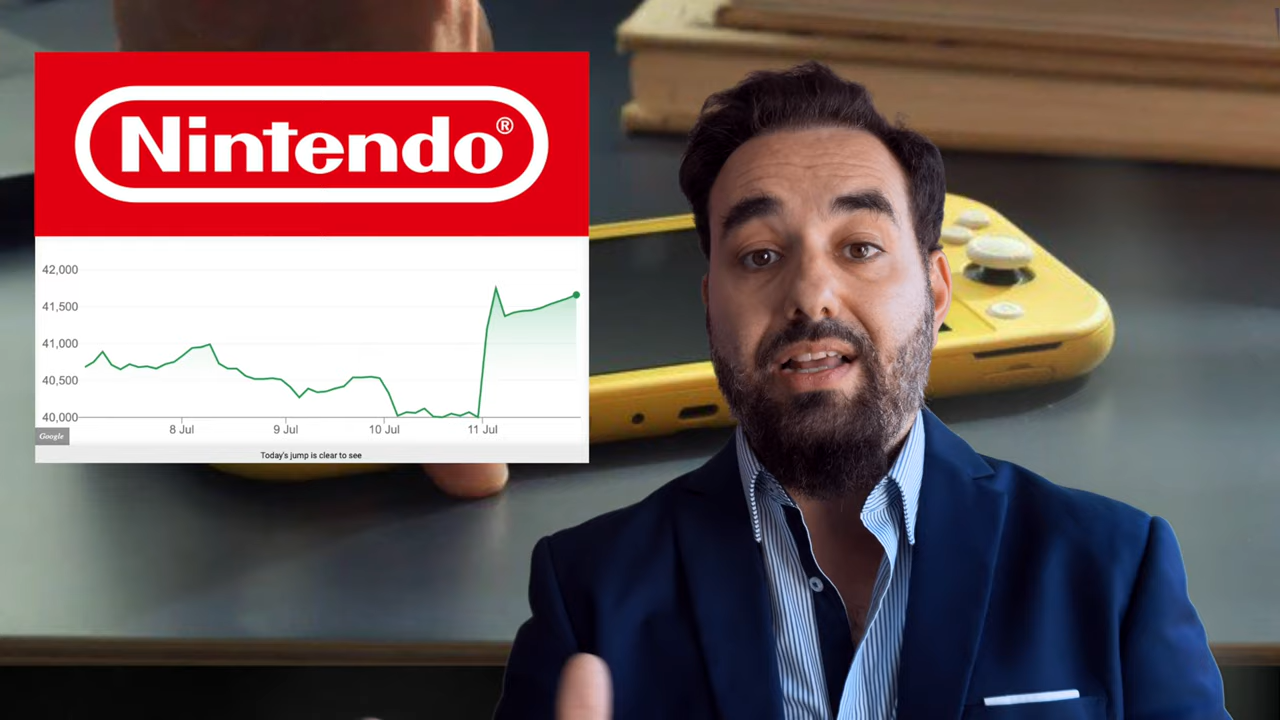 Nintendo®
42,000
41,500
41,000
40,500
40,000
8 Jul 9 Jul 10 Jul 11 Jul
Google
Today's jump is clear to see